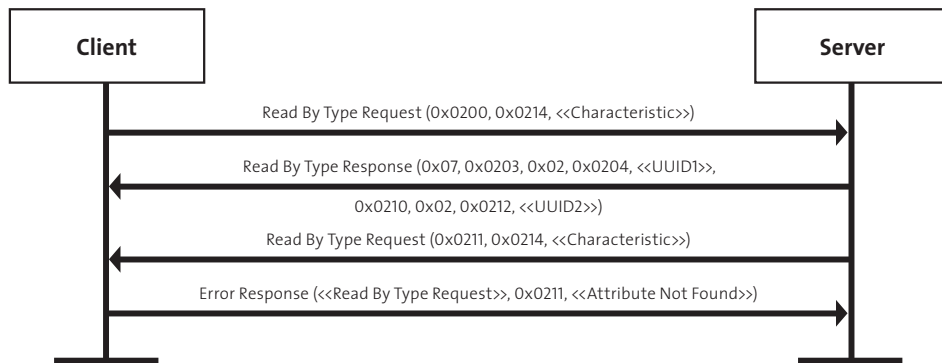 Client
Server
Read By Type Request (0x0200, 0x0214, <<Characteristic>>)
Read By Type Response (0x07, 0x0203, 0x02, 0x0204, <<UUID1>>,
0x0210, 0x02, 0x0212, <<UUID2>>)
Read By Type Request (0x0211, 0x0214, <<Characteristic>>)
Error Response (<<Read By Type Request>>, 0x0211, <<Attribute Not Found>>)